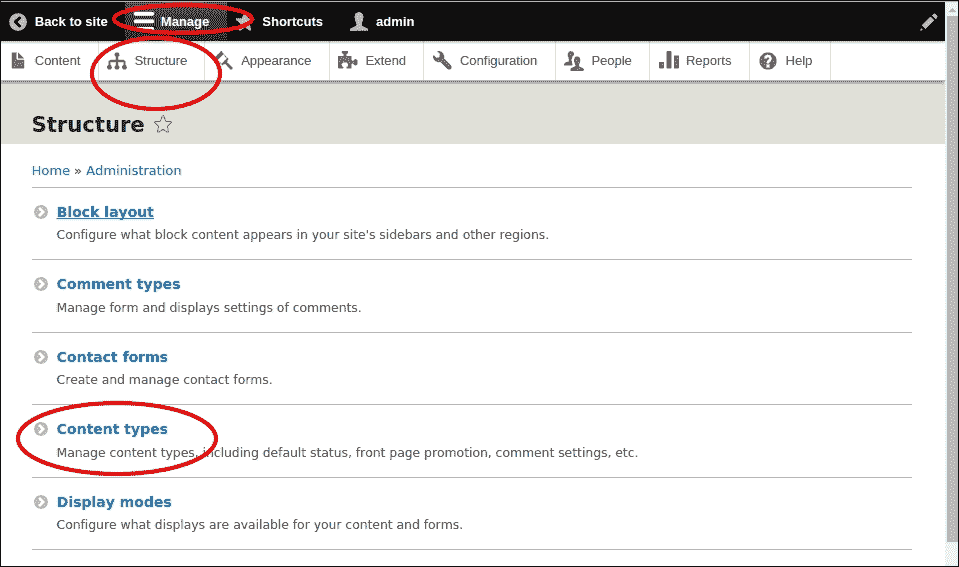 Back to site Manage Shortcuts admin
Content Structure Appearance Extend Configuration People Reports Help
Structure
Home » Administration
Block layout
Configure what block content appears in your site's sidebars and other regions.
Comment types
Manage form and displays settings of comments.
Contact forms
Create and manage contact forms.
Content types
Manage content types, including default status, front page promotion, comment settings, etc.
Display modes
Configure what displays are available for your content and forms.